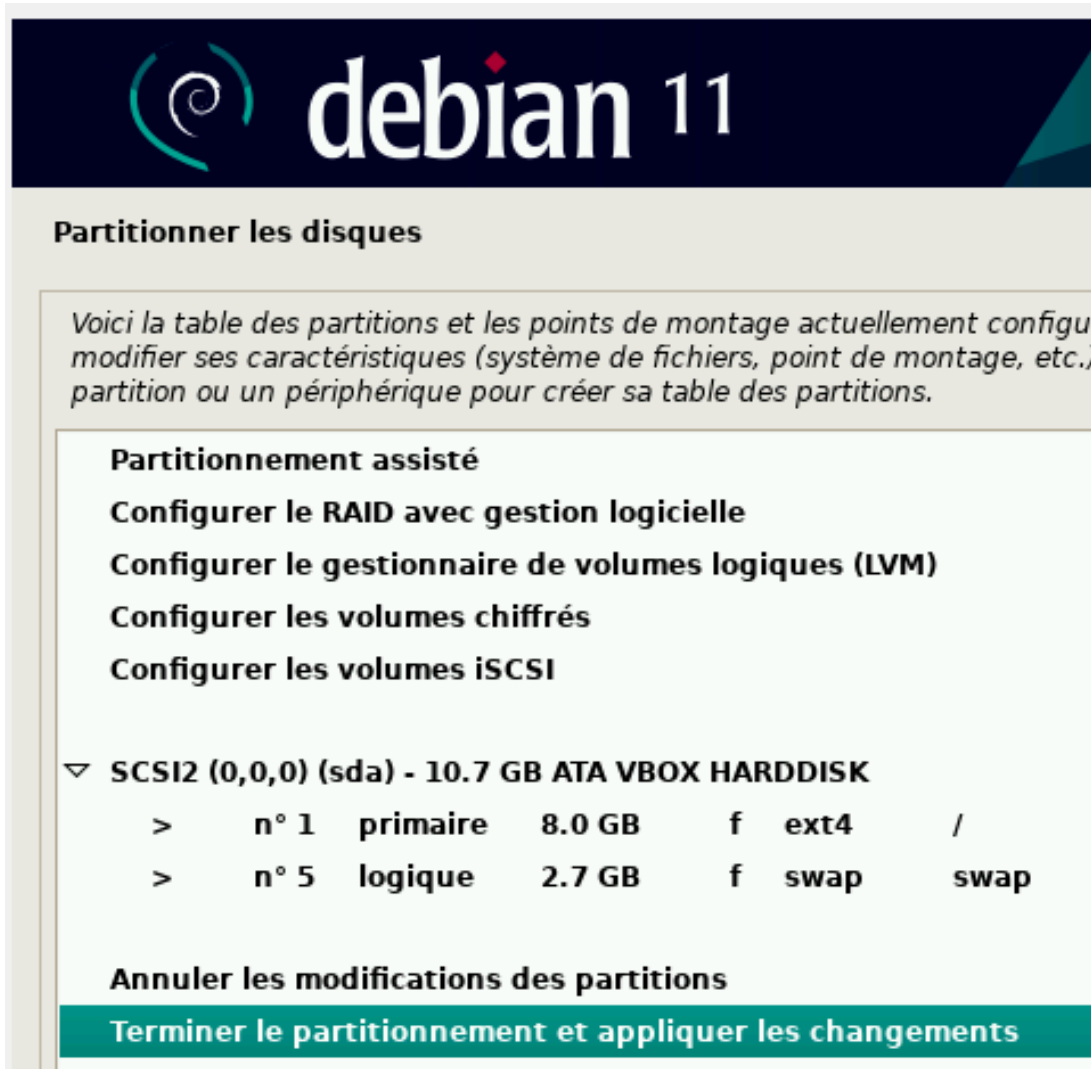 debian 11
Partitionner les disques
Voici la table des partitions et les points de montage actuellement configu
modifier ses caractéristiques (système de fichiers, point de montage, etc.)
partition ou un périphérique pour créer sa table des partitions.
Partitionnement assisté
Configurer le RAID avec gestion logicielle
Configurer le gestionnaire de volumes logiques (LVM)
Configurer les volumes chiffrés
Configurer les volumes iSCSI
SCSI2 (0,0,0) (sda) - 10.7 GB ATA VBOX HARDDISK
> n° 1 primaire 8.0 GB f ext4 /
> n° 5 logique 2.7 GB f swap swap
Annuler les modifications des partitions
Terminer le partitionnement et appliquer les changements